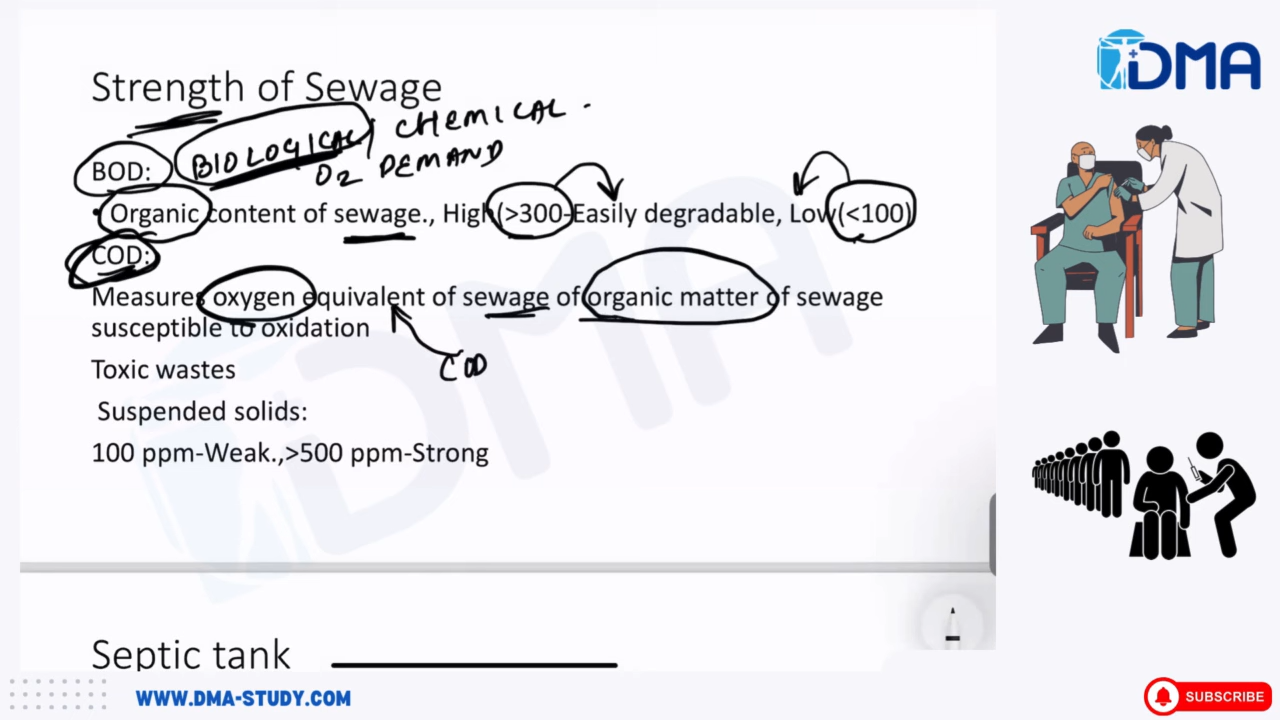 Strength of Sewage
BIOLOGICAL / CHEMICAL
O2 DEMAND
BOD:
• Organic content of sewage., High(>300-Easily degradable, Low(<100)
COD:
Measures oxygen equivalent of sewage of organic matter of sewage
susceptible to oxidation
COD
Toxic wastes
Suspended solids:
100 ppm-Weak.,>500 ppm-Strong
Septic tank
DMA
DMA
WWW.DMA-STUDY.COM
SUBSCRIBE